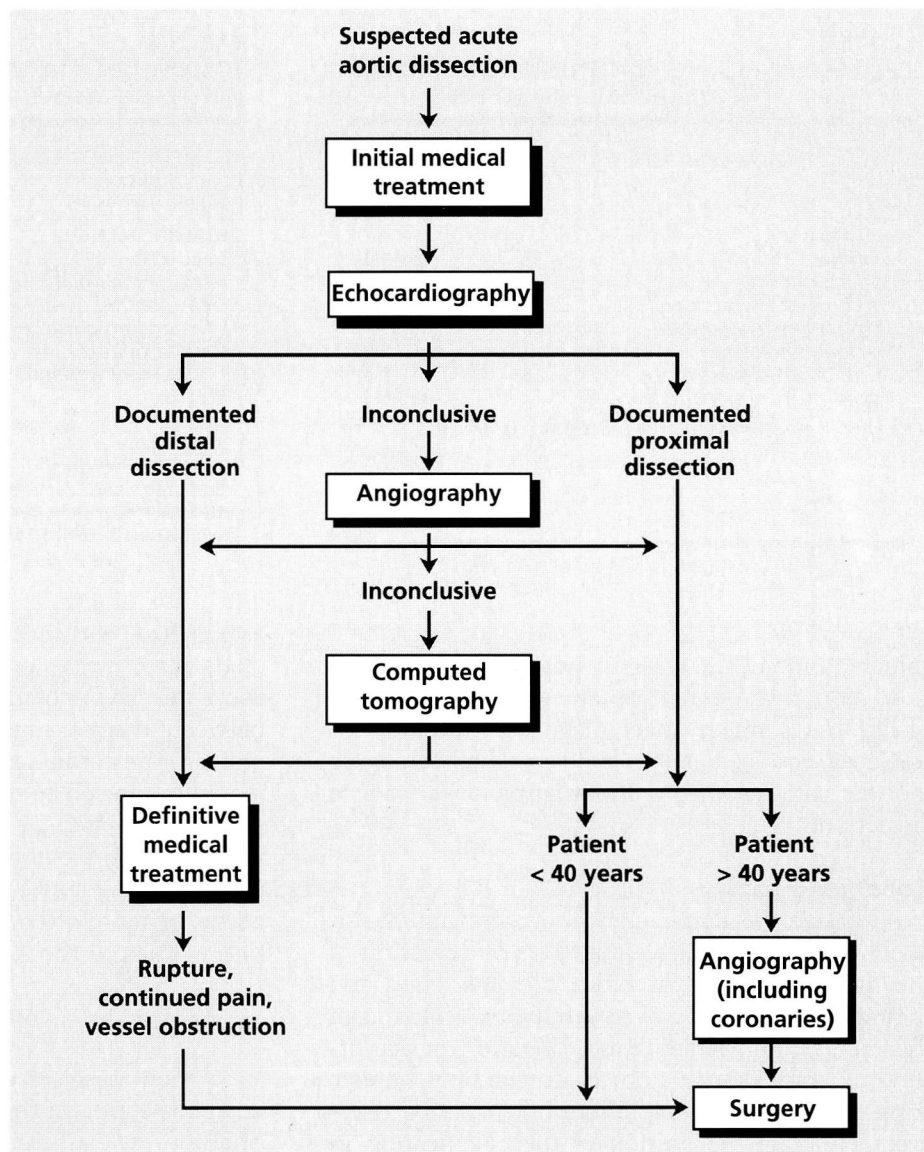 Suspected acute
aortic dissection
Initial medical
treatment
Echocardiography
Documented
distal
dissection
Inconclusive
Documented
proximal
dissection
Angiography
Inconclusive
Computed
tomography
Definitive
medical
treatment
Patient
< 40 years
Patient
> 40 years
Rupture,
continued pain,
vessel obstruction
Angiography
(including
coronaries)
Surgery